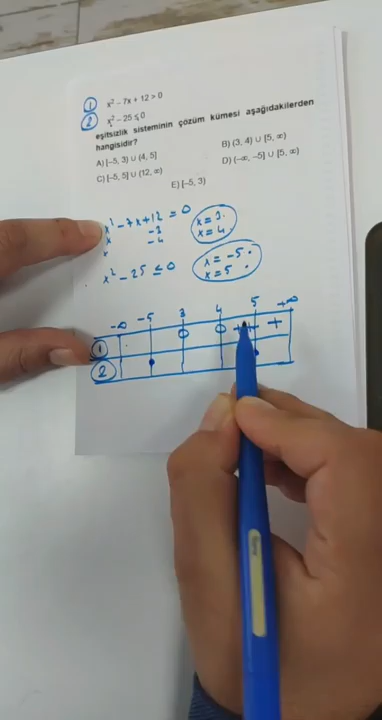 1 x² − 7x + 12 > 0
2 x² − 25 ≤ 0
eşitsizlik sisteminin çözüm kümesi aşağıdakilerden
hangisidir?
A) [−5, 3) ∪ (4, 5]
B) (3, 4) ∪ [5, ∞)
C) [−5, 5] ∪ (12, ∞)
D) (−∞, −5] ∪ [5, ∞)
E) [−5, 3)
x² − 7x + 12 = 0
x −3
x −4
x = 3
x = 4
x² − 25 ≤ 0
x = −5
x = 5
−∞ −5 3 4 5 +∞
1 + + +
2